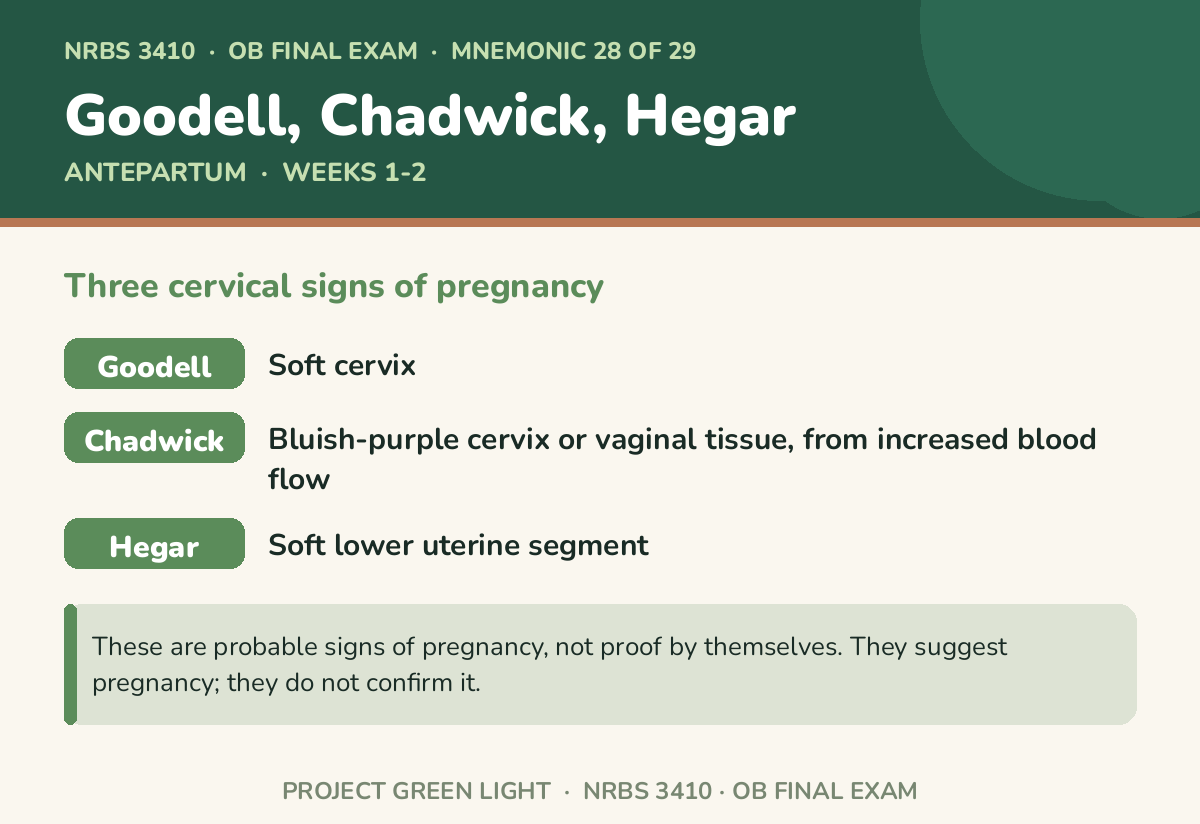 NRBS 3410 · OB FINAL EXAM · MNEMONIC 28 OF 29
Goodell, Chadwick, Hegar
ANTEPARTUM · WEEKS 1-2
Three cervical signs of pregnancy
Goodell Soft cervix
Chadwick Bluish-purple cervix or vaginal tissue, from increased blood
flow
Hegar Soft lower uterine segment
These are probable signs of pregnancy, not proof by themselves. They suggest
pregnancy; they do not confirm it.
PROJECT GREEN LIGHT · NRBS 3410 · OB FINAL EXAM